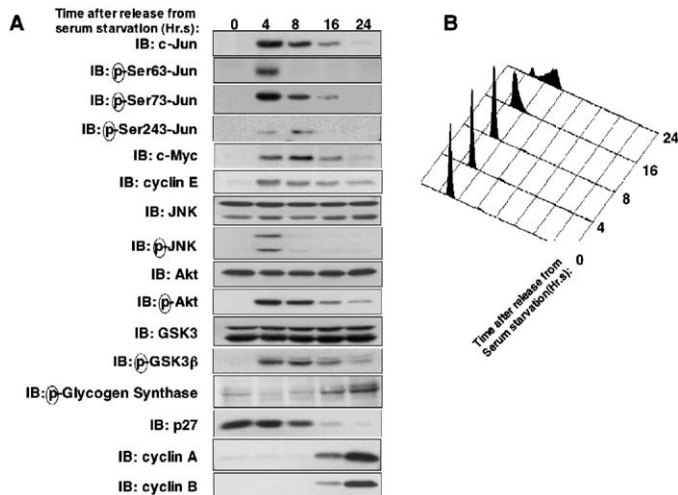 A
Time after release from
serum starvation (Hr.s) 0 4 8 16 24
IB: c-Jun
IB: p-Ser63-Jun
IB: p-Ser73-Jun
IB: p-Ser243-Jun
IB: c-Myc
IB: cyclin E
IB: JNK
IB: p-JNK
IB: Akt
IB: p-Akt
IB: GSK3
IB: p-GSK3β
IB: p-Glycogen Synthase
IB: p27
IB: cyclin A
IB: cyclin B
B
24
16
8
4
0
Time after release from
Serum starvation(Hr.s):